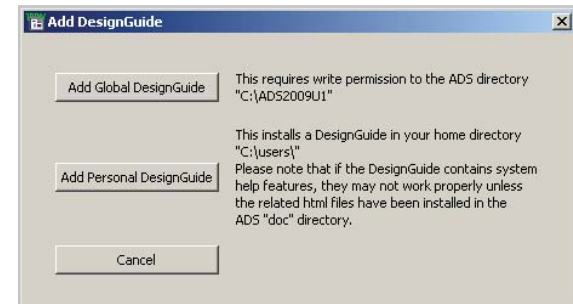 Add DesignGuide
Add Global DesignGuide
This requires write permission to the ADS directory
"C:\ADS2009U1"
Add Personal DesignGuide
This installs a DesignGuide in your home directory
"C:\users\"
Please note that if the DesignGuide contains system
help features, they may not work properly unless
the related html files have been installed in the
ADS "doc" directory.
Cancel